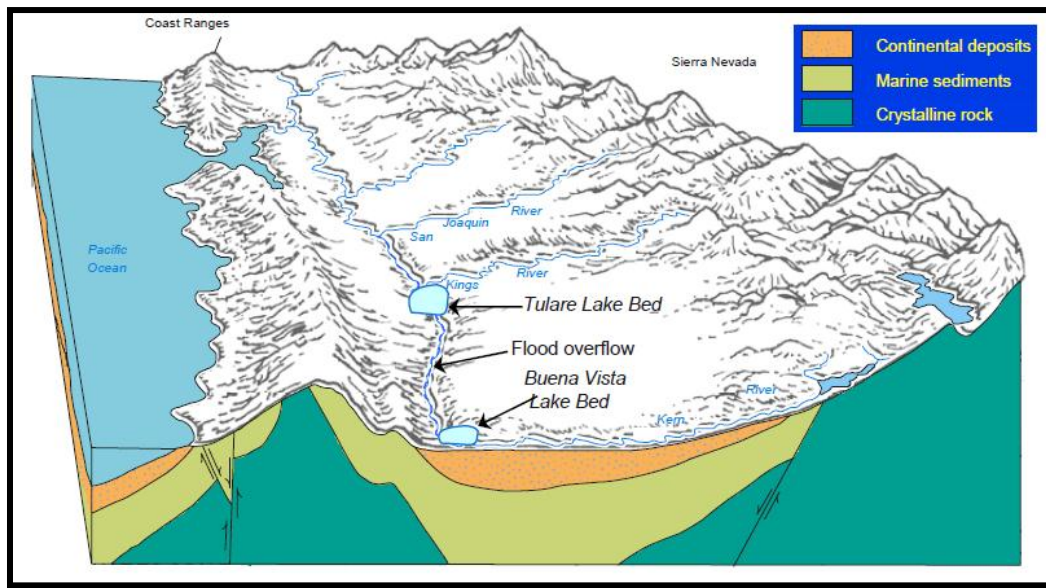 Coast Ranges
Sierra Nevada
Continental deposits
Marine sediments
Crystalline rock
Pacific
Ocean
San Joaquin River
Kings River
Tulare Lake Bed
Flood overflow
Buena Vista
Lake Bed
Kern River